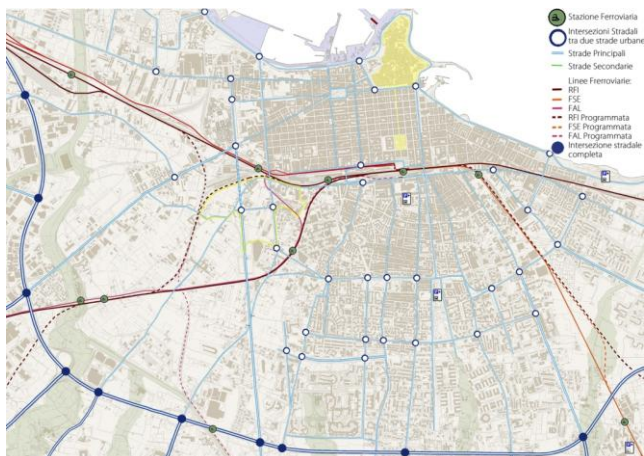 Stazione Ferroviaria
Intersezioni Stradali
tra due strade urbane
Strade Principali
Strade Secondarie
Linee Ferroviarie:
RFI
FSE
FAL
RFI Programmata
FSE Programmata
FAL Programmata
Intersezione stradale
completa